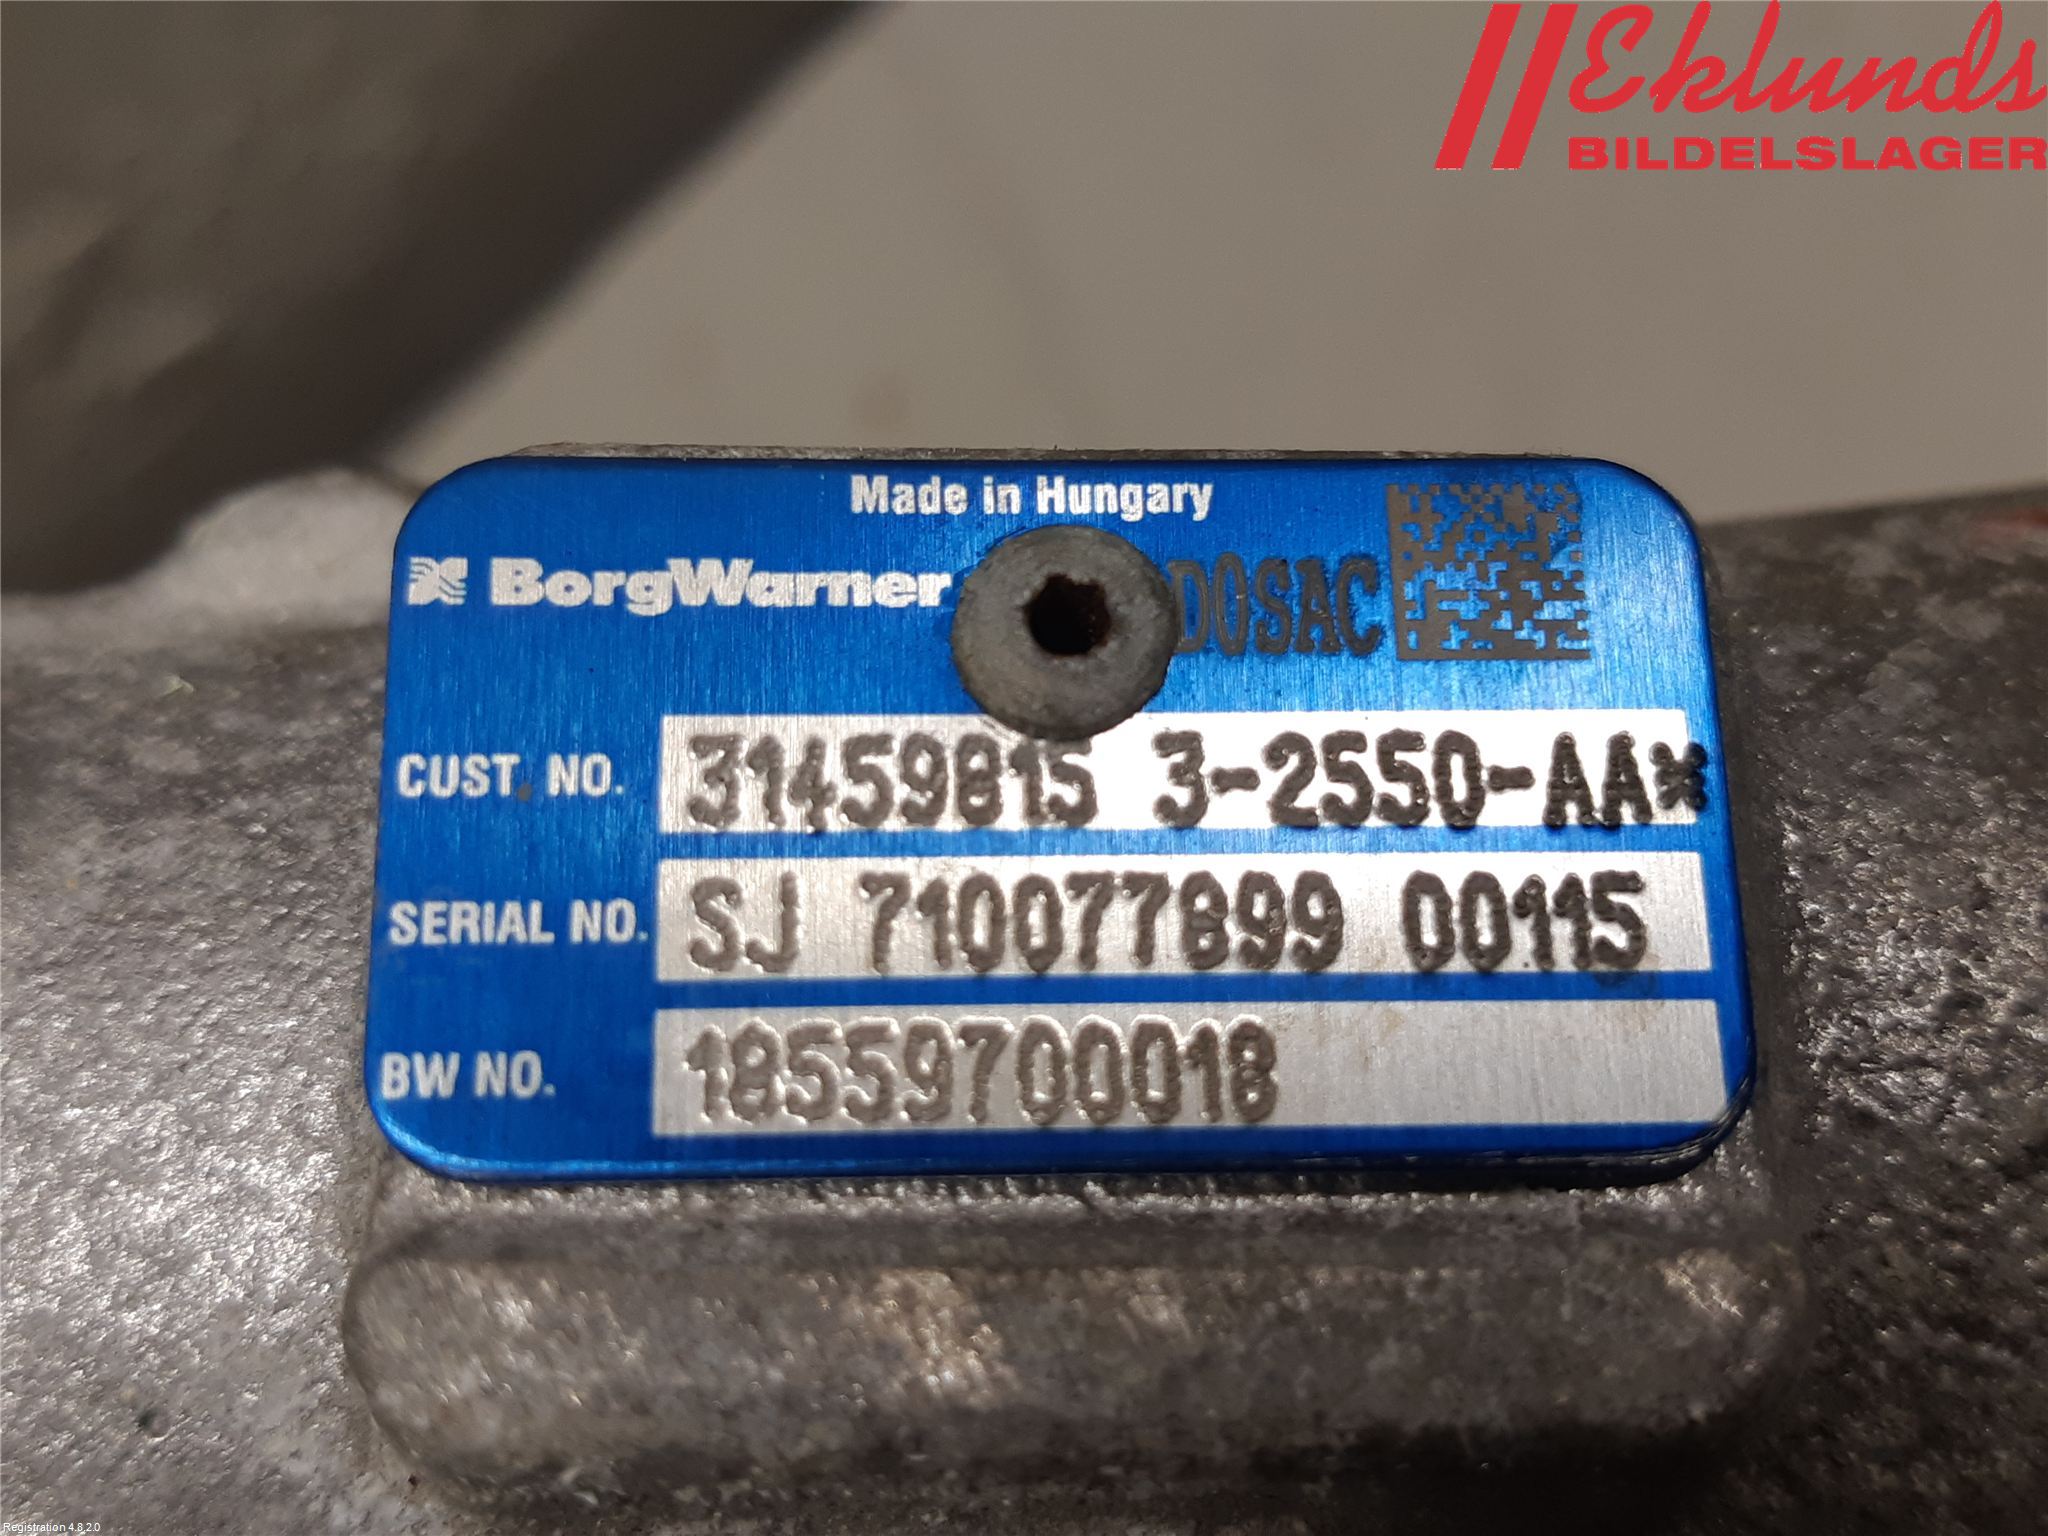 Eklunds
BILDELSLAGER
Made in Hungary
BorgWarner DOSAC
CUST. NO. 31459815 3-2550-AA*
SERIAL NO. SJ 710077899 00115
BW NO. 18559700018
Registration 4.8.2.0